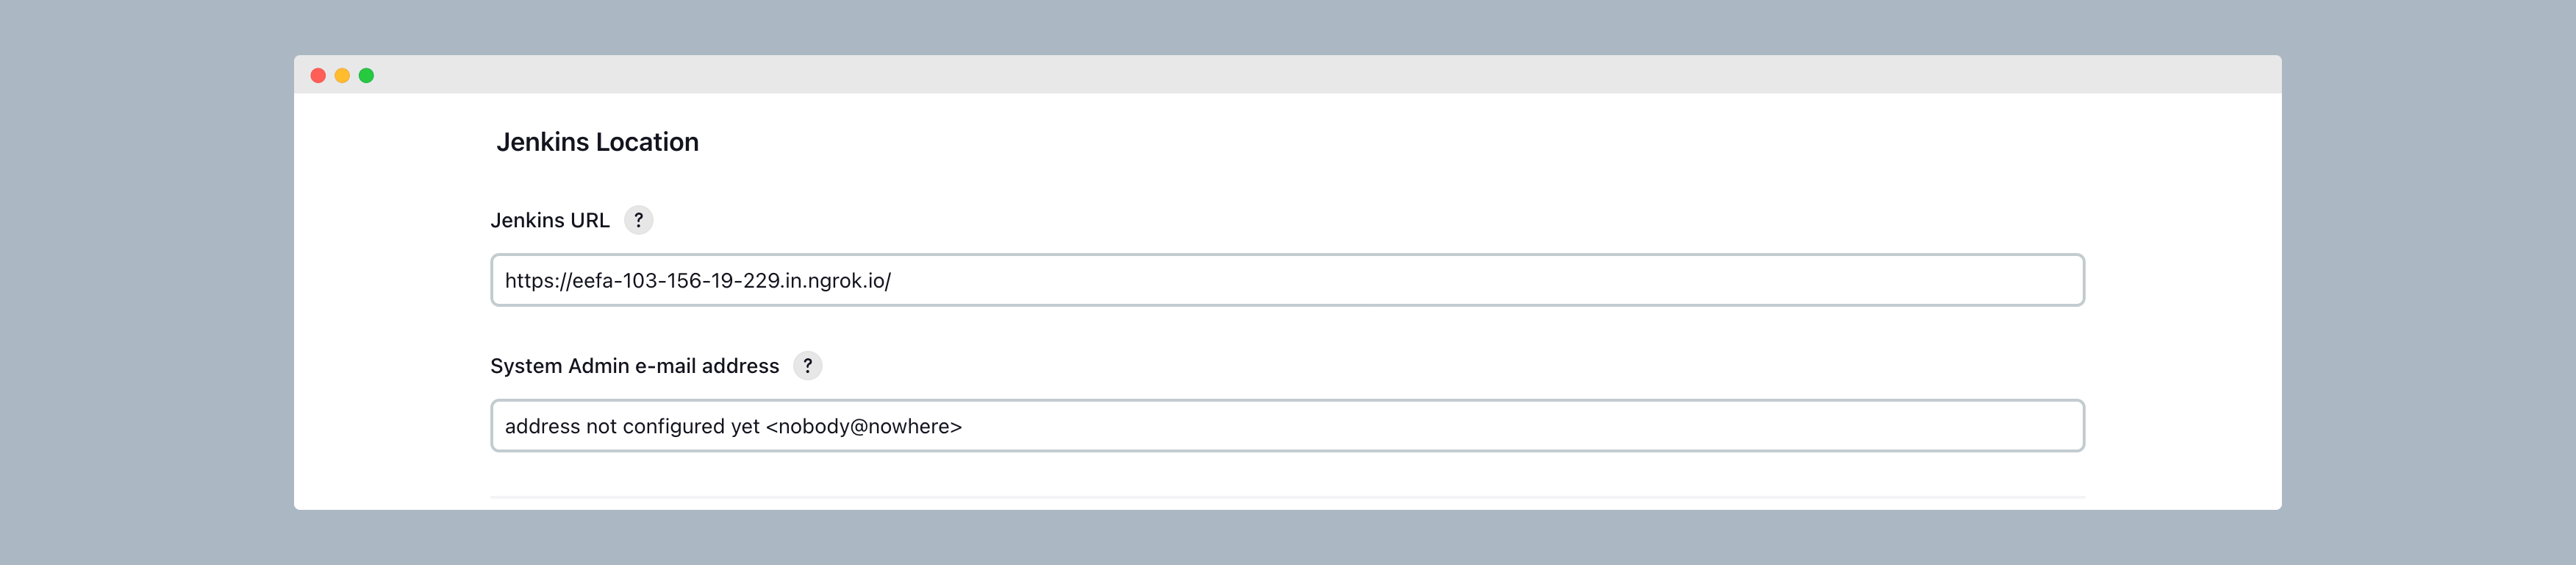 Jenkins Location
Jenkins URL ?
https://eefa-103-156-19-229.in.ngrok.io/
System Admin e-mail address ?
address not configured yet <nobody@nowhere>